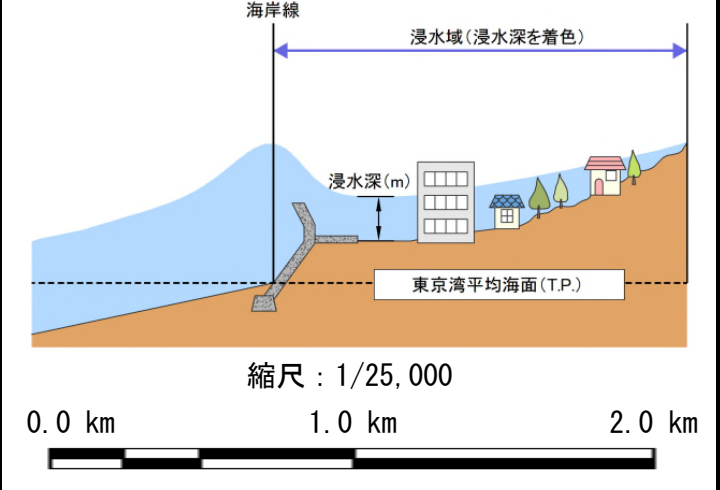 海岸線
浸水域(浸水深を着色)
浸水深(m)
東京湾平均海面(T.P.)
縮尺：1/25,000
0.0 km 1.0 km 2.0 km